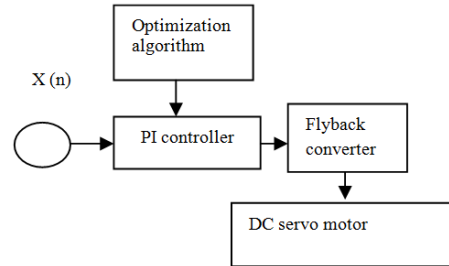 Optimization
algorithm
X (n)
PI controller
Flyback
converter
DC servo motor